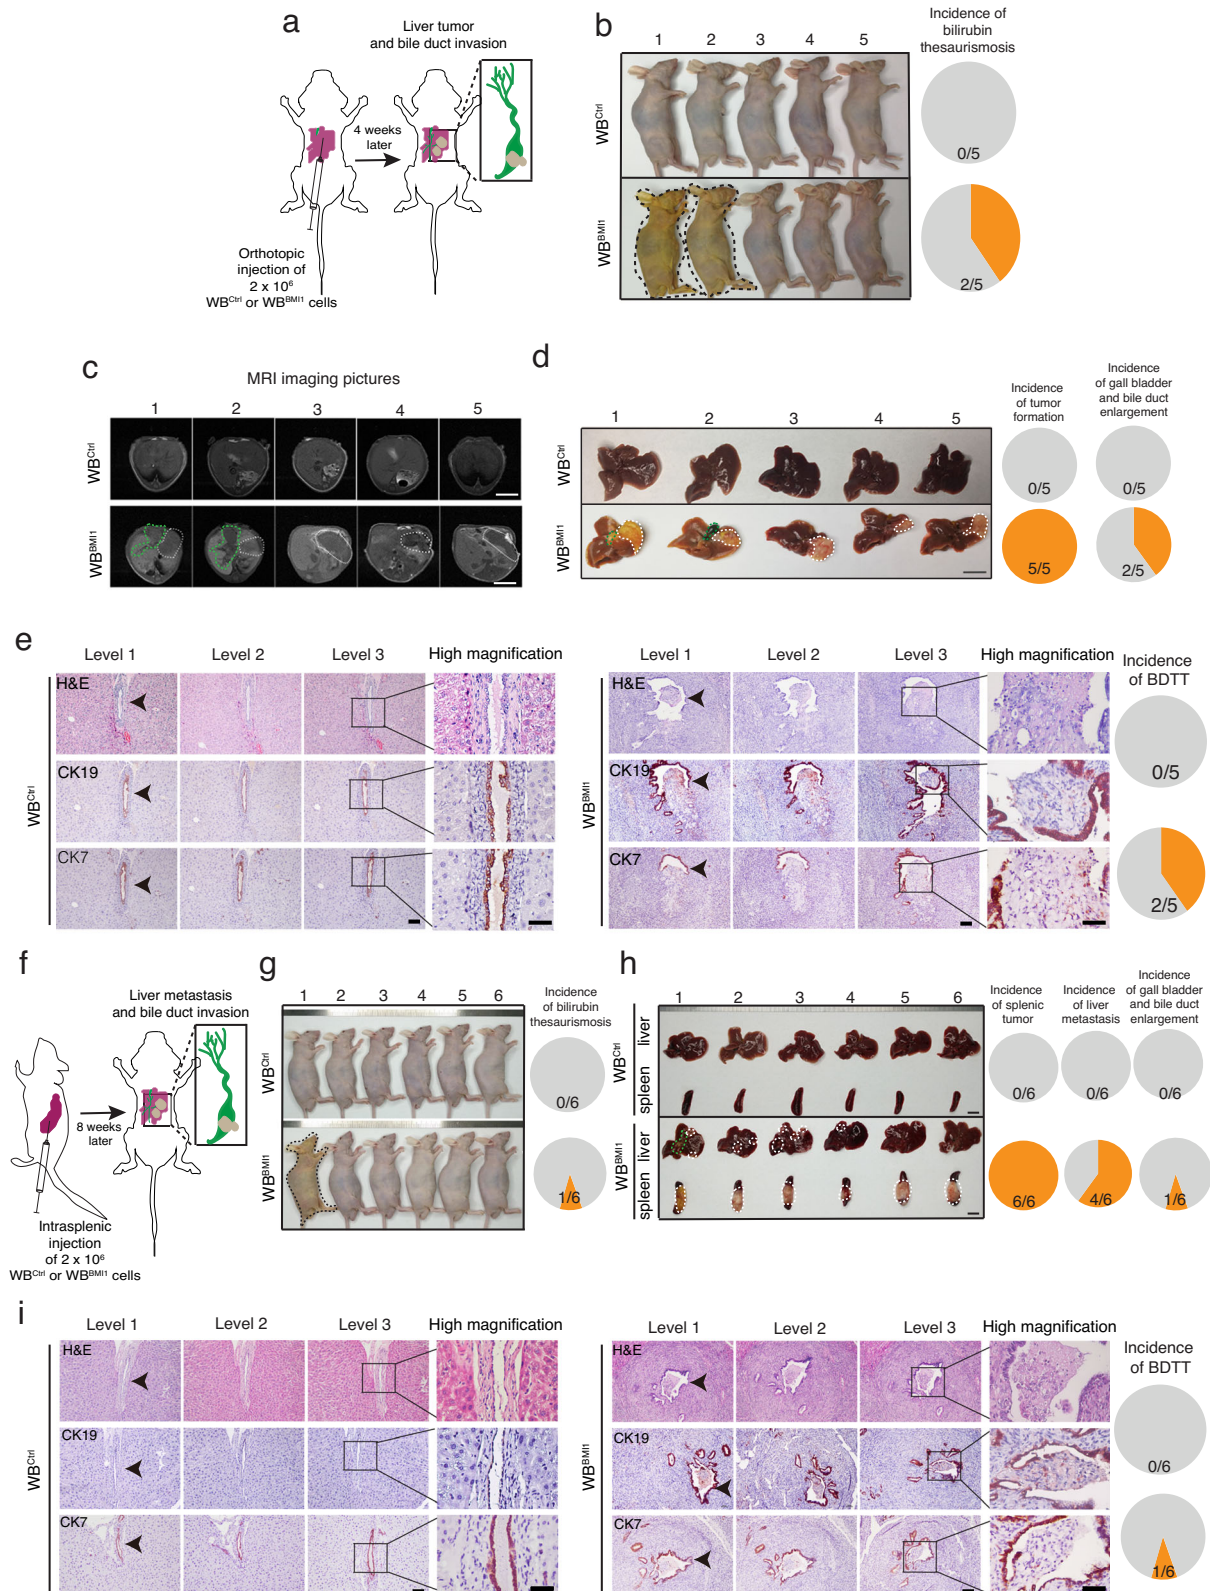 a
Liver tumor
and bile duct invasion
4 weeks
later
Orthotopic
injection of
2 x 10⁶
WBCtrl or WBBMI1 cells
b
1 2 3 4 5
WBCtrl
WBBMI1
Incidence of
bilirubin
thesaurismosis
0/5
2/5
c
MRI imaging pictures
1 2 3 4 5
WBCtrl
WBBMI1
d
1 2 3 4 5
WBCtrl
WBBMI1
Incidence
of tumor
formation
0/5
5/5
Incidence
of gall bladder
and bile duct
enlargement
0/5
2/5
e
Level 1 Level 2 Level 3 High magnification
WBCtrl
H&E
CK19
CK7
Level 1 Level 2 Level 3 High magnification
WBBMI1
H&E
CK19
CK7
Incidence
of BDTT
0/5
2/5
f
Liver metastasis
and bile duct invasion
8 weeks
later
Intrasplenic
injection
of 2 x 10⁶
WBCtrl or WBBMI1 cells
g
1 2 3 4 5 6
WBCtrl
WBBMI1
Incidence of
bilirubin
thesaurismosis
0/6
1/6
h
1 2 3 4 5 6
WBCtrl
liver
spleen
WBBMI1
liver
spleen
Incidence
of splenic
tumor
0/6
6/6
Incidence
of liver
metastasis
0/6
4/6
Incidence
of gall bladder
and bile duct
enlargement
0/6
1/6
i
Level 1 Level 2 Level 3 High magnification
WBCtrl
H&E
CK19
CK7
Level 1 Level 2 Level 3 High magnification
WBBMI1
H&E
CK19
CK7
Incidence
of BDTT
0/6
1/6